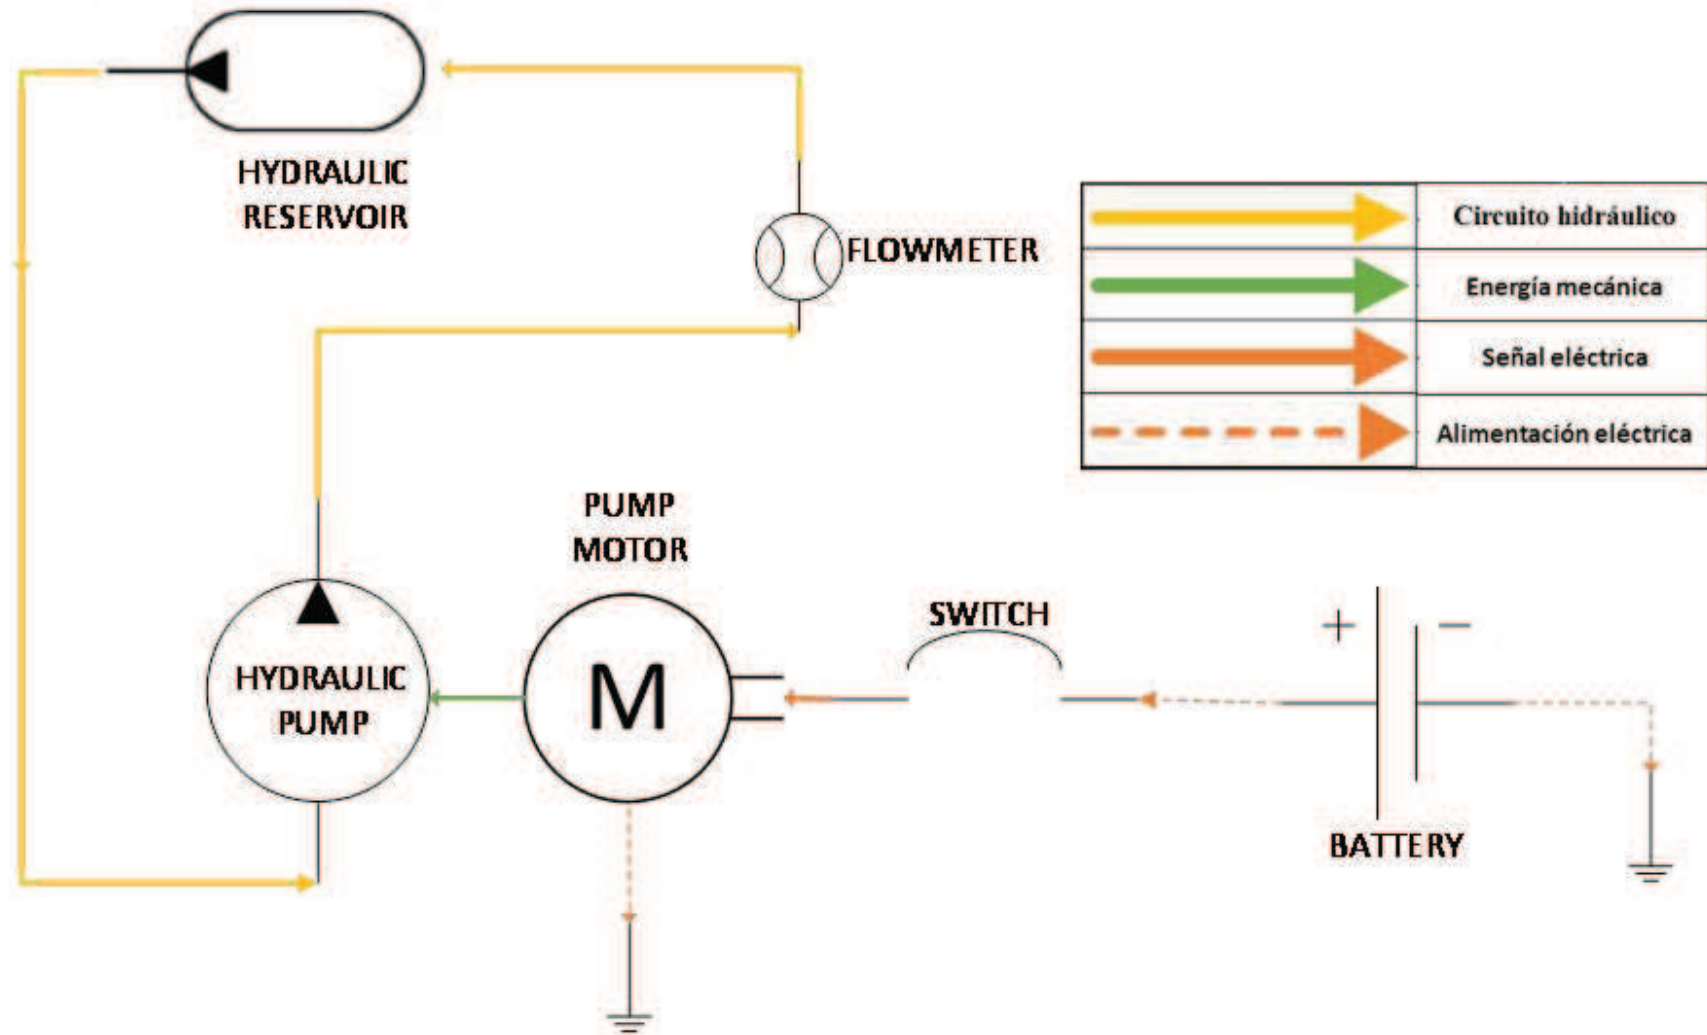 HYDRAULIC
RESERVOIR
FLOWMETER
Circuito hidráulico
Energía mecánica
Señal eléctrica
Alimentación eléctrica
PUMP
MOTOR
SWITCH
+ −
HYDRAULIC
PUMP
M
BATTERY